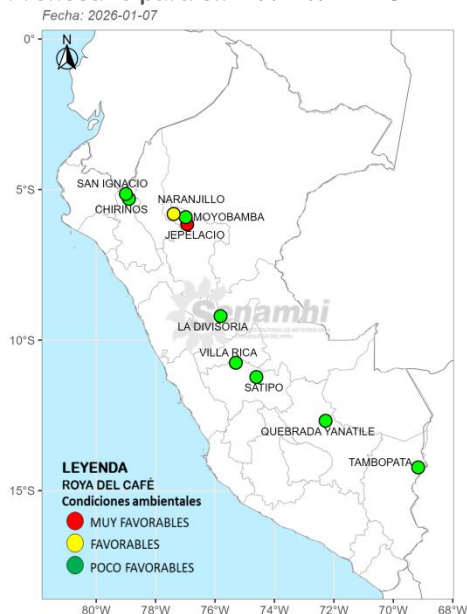 Fecha: 2026-01-07
N
0°
5°S
10°S
15°S
SAN IGNACIO
CHIRINOS
NARANJILLO
MOYOBAMBA
JEPELACIO
Senamhi
LA DIVISORIA
VILLA RICA
SATIPO
QUEBRADA YANATILE
TAMBOPATA
LEYENDA
ROYA DEL CAFÉ
Condiciones ambientales
MUY FAVORABLES
FAVORABLES
POCO FAVORABLES
80°W 78°W 76°W 74°W 72°W 70°W 68°W